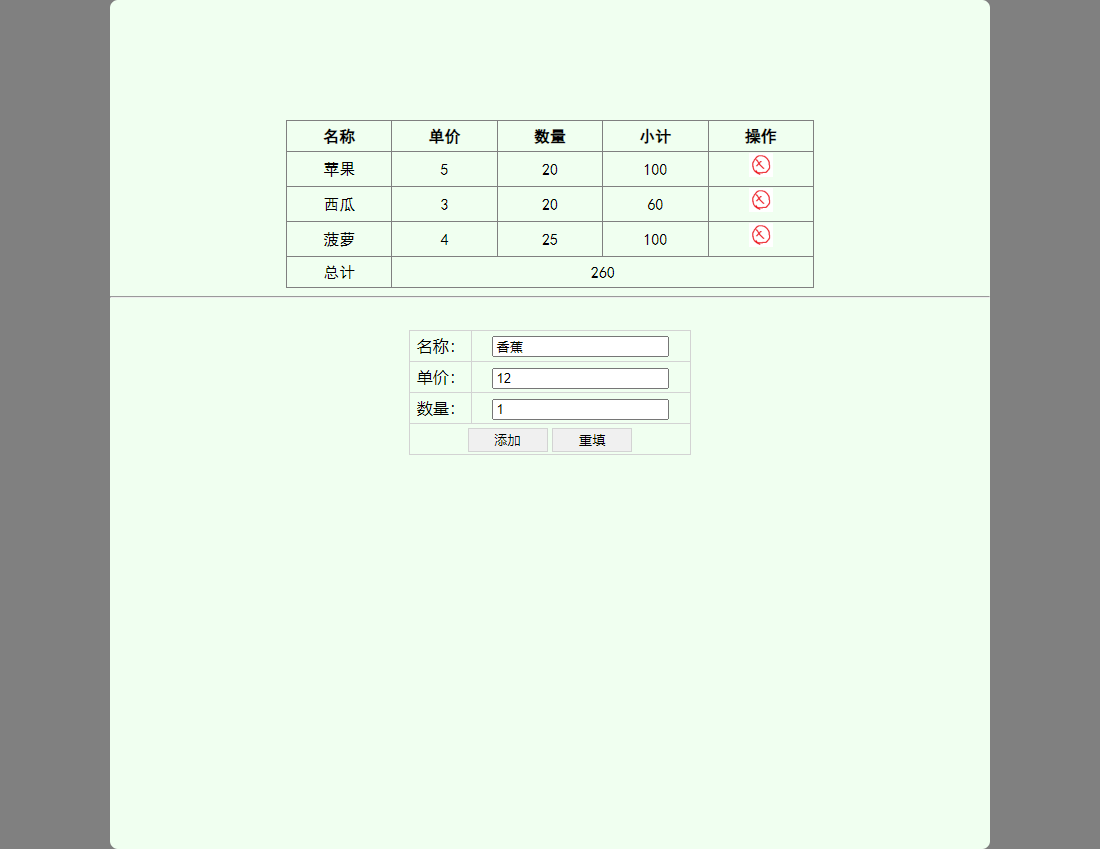 名称 单价 数量 小计 操作
苹果 5 20 100
西瓜 3 20 60
菠萝 4 25 100
总计 260
名称： 香蕉
单价： 12
数量： 1
添加 重填